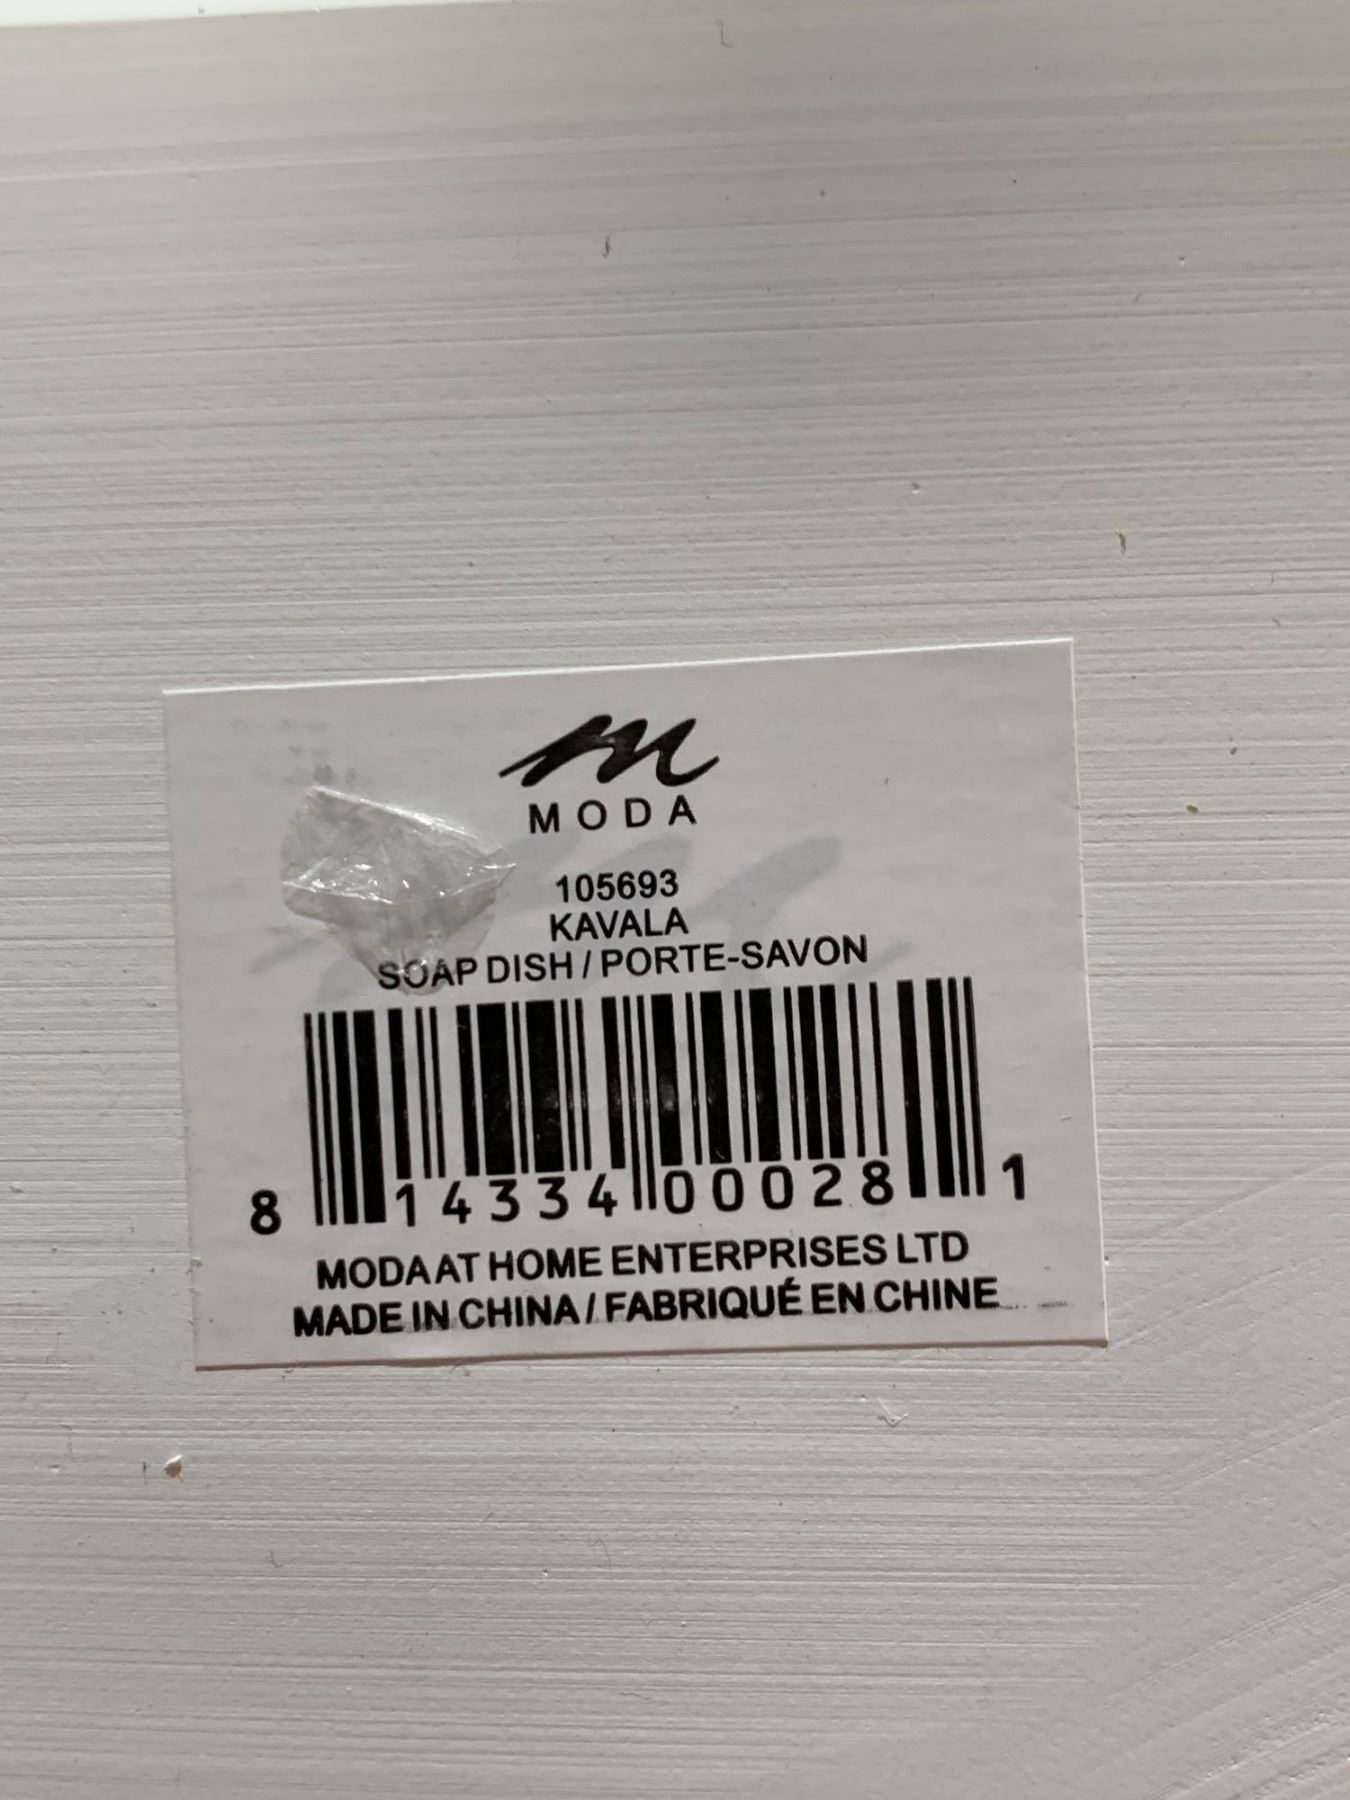 m
MODA
105693
KAVALA
SOAP DISH / PORTE-SAVON
8 14334 00028 1
MODA AT HOME ENTERPRISES LTD
MADE IN CHINA / FABRIQUÉ EN CHINE